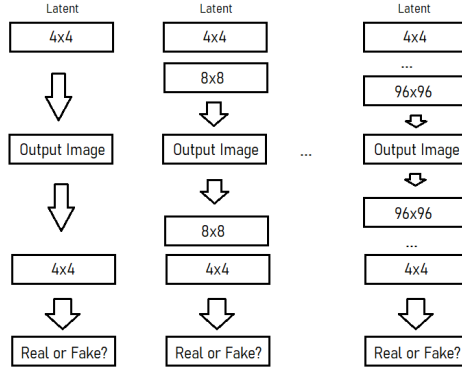 Latent
4x4
Output Image
4x4
Real or Fake?
Latent
4x4
8x8
Output Image
8x8
4x4
Real or Fake?
...
Latent
4x4
...
96x96
Output Image
96x96
...
4x4
Real or Fake?